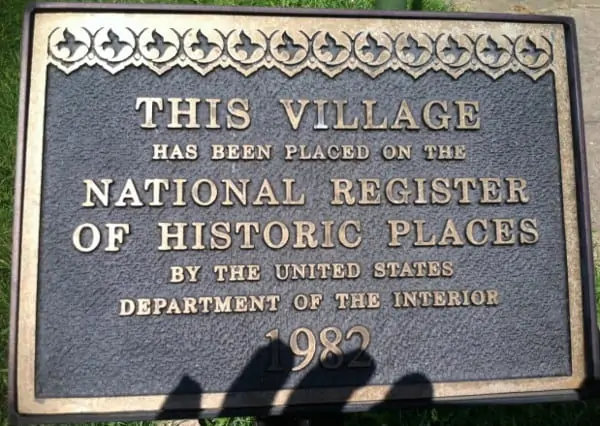 THIS VILLAGE
HAS BEEN PLACED ON THE
NATIONAL REGISTER
OF HISTORIC PLACES
BY THE UNITED STATES
DEPARTMENT OF THE INTERIOR
1982